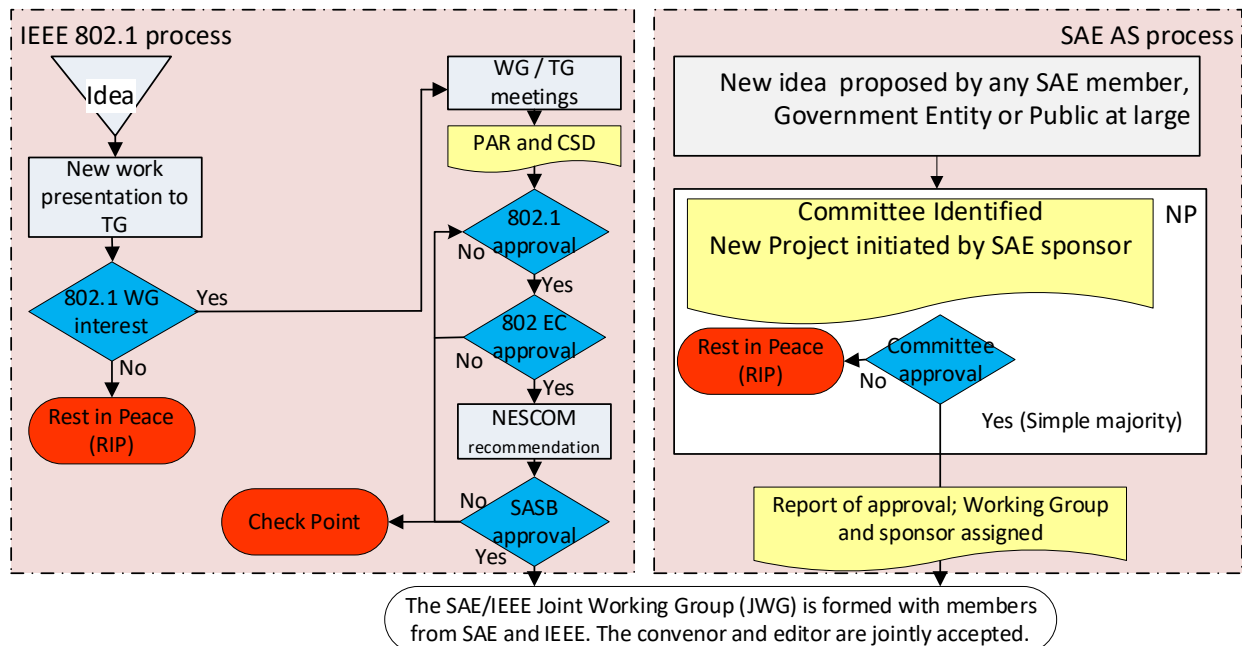 IEEE 802.1 process
Idea
New work
presentation to
TG
802.1 WG
interest
Yes
No
Rest in Peace
(RIP)
WG / TG
meetings
PAR and CSD
802.1
approval
No
Yes
802 EC
approval
No
Yes
NESCOM
recommendation
No
SASB
approval
Yes
Check Point
SAE AS process
New idea proposed by any SAE member,
Government Entity or Public at large
NP
Committee Identified
New Project initiated by SAE sponsor
Committee
approval
No
Rest in Peace
(RIP)
Yes (Simple majority)
Report of approval; Working Group
and sponsor assigned
The SAE/IEEE Joint Working Group (JWG) is formed with members
from SAE and IEEE. The convenor and editor are jointly accepted.